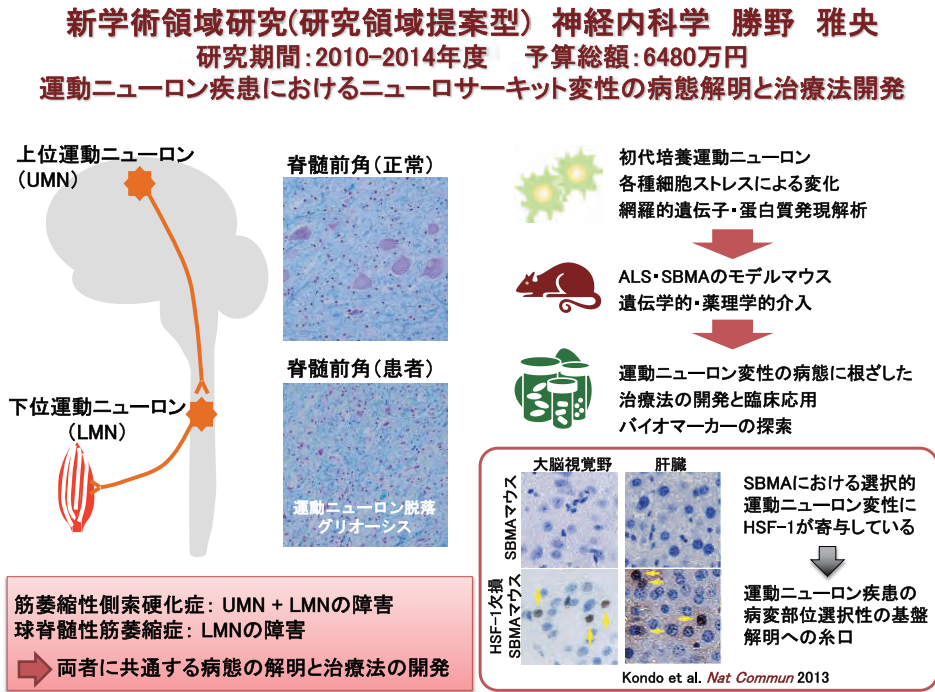 新学術領域研究(研究領域提案型) 神経内科学 勝野 雅央
研究期間:2010-2014年度 予算総額:6480万円
運動ニューロン疾患におけるニューロサーキット変性の病態解明と治療法開発
上位運動ニューロン
(UMN)
下位運動ニューロン
(LMN)
脊髄前角(正常)
脊髄前角(患者)
運動ニューロン脱落
グリオーシス
初代培養運動ニューロン
各種細胞ストレスによる変化
網羅的遺伝子・蛋白質発現解析
ALS・SBMAのモデルマウス
遺伝学的・薬理学的介入
運動ニューロン変性の病態に根ざした
治療法の開発と臨床応用
バイオマーカーの探索
筋萎縮性側索硬化症: UMN + LMNの障害
球脊髄性筋萎縮症: LMNの障害
両者に共通する病態の解明と治療法の開発
大脳視覚野 肝臓
SBMAマウス
HSF-1欠損
SBMAマウス
SBMAにおける選択的
運動ニューロン変性に
HSF-1が寄与している
運動ニューロン疾患の
病変部位選択性の基盤
解明への糸口
Kondo et al. Nat Commun 2013